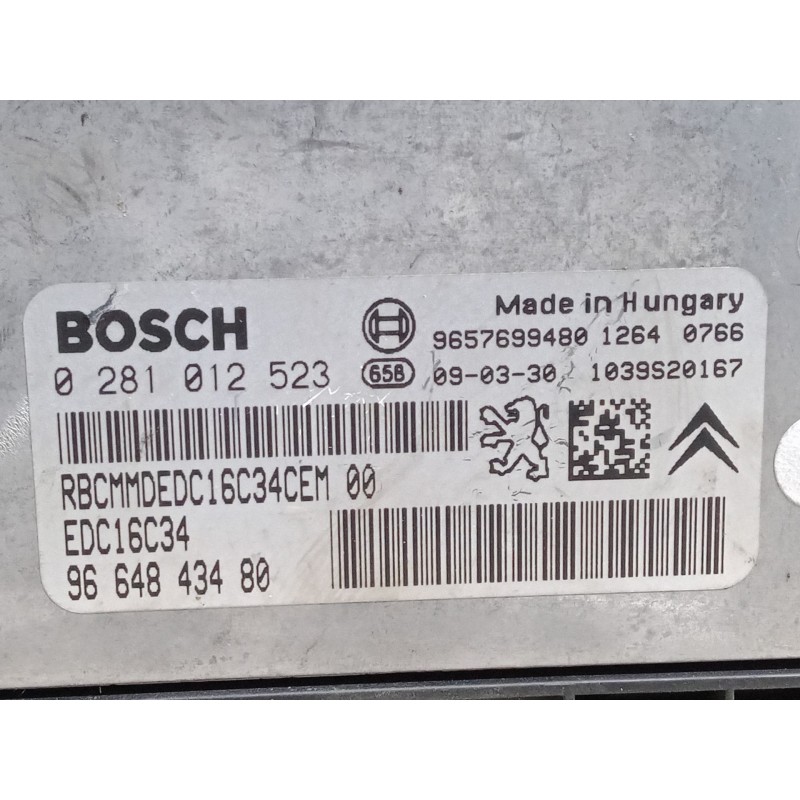 BOSCH
Made in Hungary
9657699480 1264 0766
0 281 012 523
658
09-03-30 1039S20167
RBCMMDEDC16C34CEM 00
EDC16C34
96 648 434 80